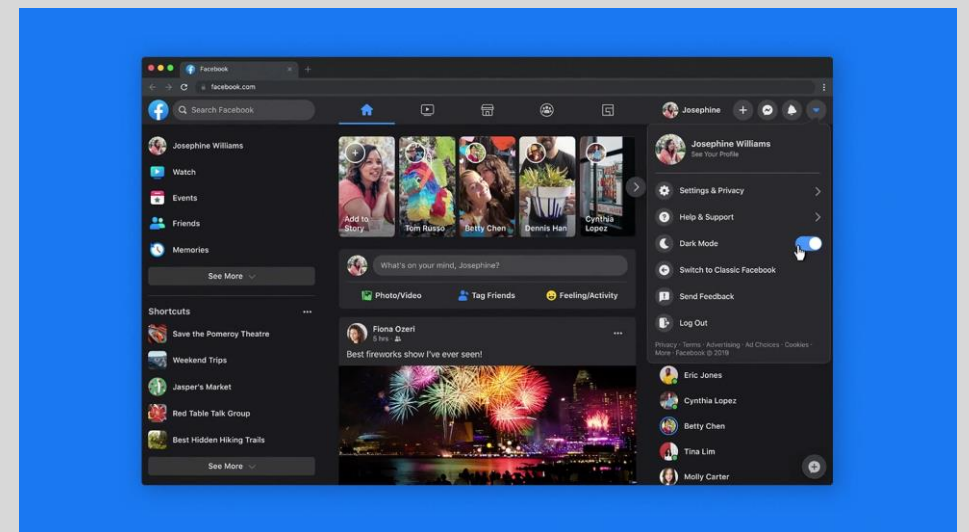 Facebook
facebook.com
Search Facebook
Josephine
Josephine Williams
Watch
Events
Friends
Memories
See More
Shortcuts
Save the Pomeroy Theatre
Weekend Trips
Jasper's Market
Red Table Talk Group
Best Hidden Hiking Trails
See More
Add to
Story
Tom Russo
Betty Chen
Dennis Han
Cynthia
Lopez
What's on your mind, Josephine?
Photo/Video
Tag Friends
Feeling/Activity
Fiona Ozeri
5 hrs ·
Best fireworks show I've ever seen!
Josephine Williams
See Your Profile
Settings & Privacy
Help & Support
Dark Mode
Switch to Classic Facebook
Send Feedback
Log Out
Privacy · Terms · Advertising · Ad Choices · Cookies ·
More · Facebook © 2019
Eric Jones
Cynthia Lopez
Betty Chen
Tina Lim
Molly Carter